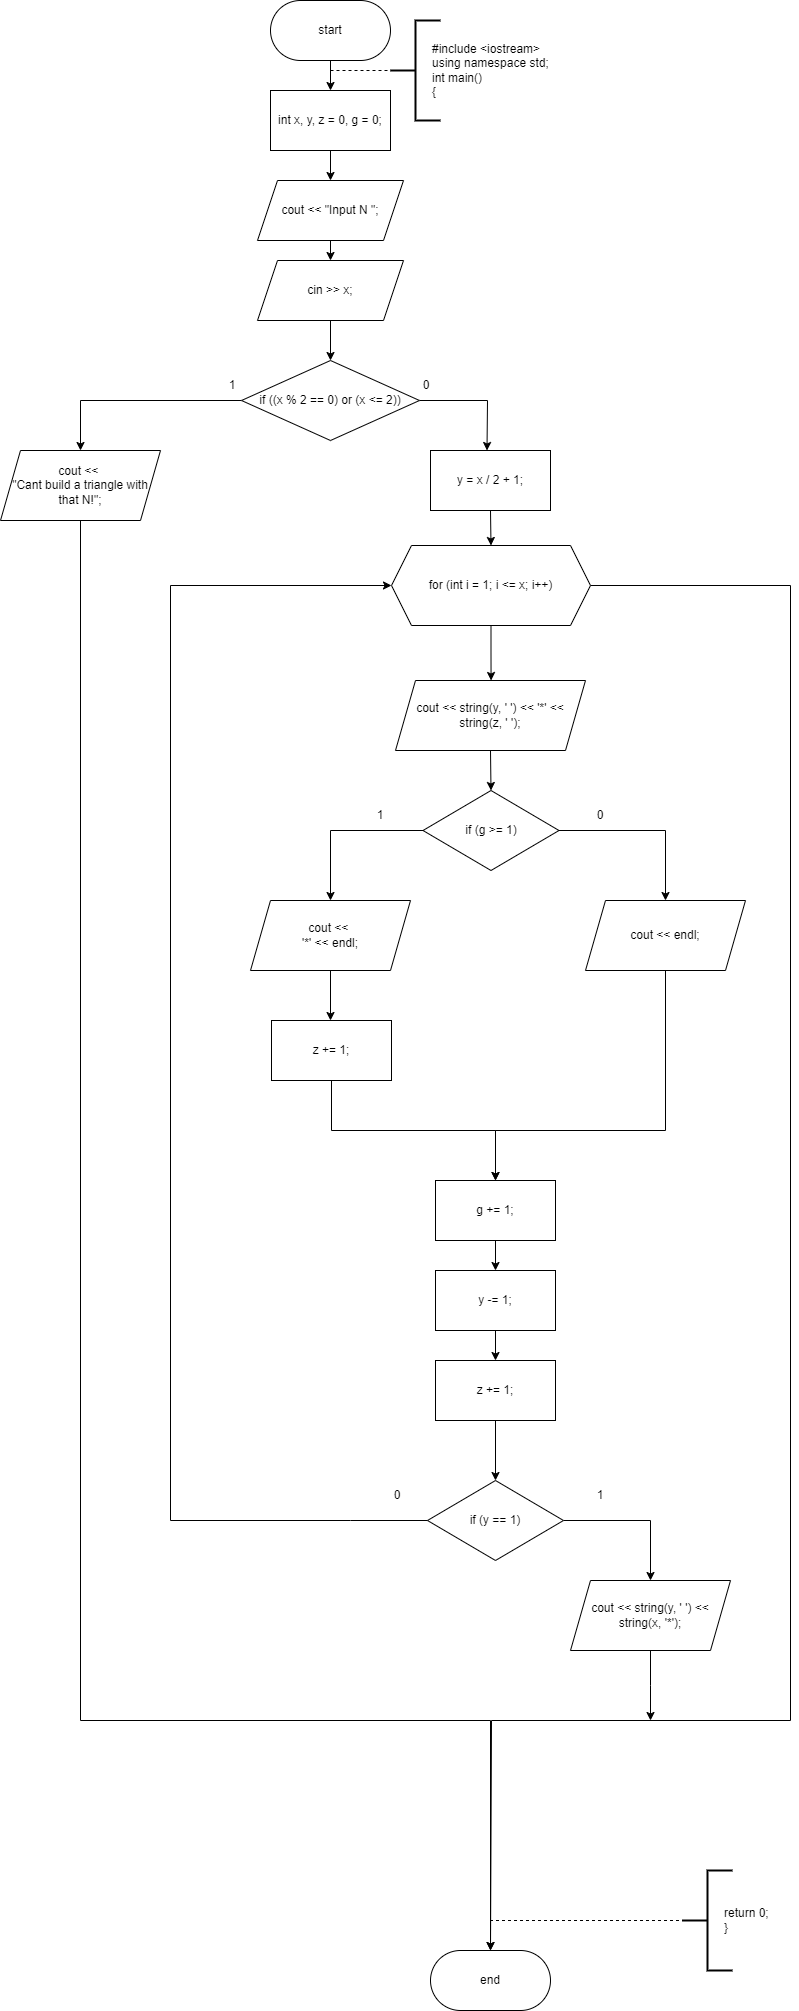 start
#include <iostream>
using namespace std;
int main()
{
int x, y, z = 0, g = 0;
cout << "Input N ";
cin >> x;
1
if ((x % 2 == 0) or (x <= 2))
0
cout <<
"Cant build a triangle with
that N!";
y = x / 2 + 1;
for (int i = 1; i <= x; i++)
cout << string(y, ' ') << '*' <<
string(z, ' ');
1
if (g >= 1)
0
cout <<
'*' << endl;
cout << endl;
z += 1;
g += 1;
y -= 1;
z += 1;
0
if (y == 1)
1
cout << string(y, ' ') <<
string(x, '*');
return 0;
}
end